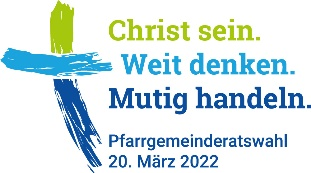 Christ sein.
Weit denken.
Mutig handeln.
Pfarrgemeinderatswahl
20. März 2022